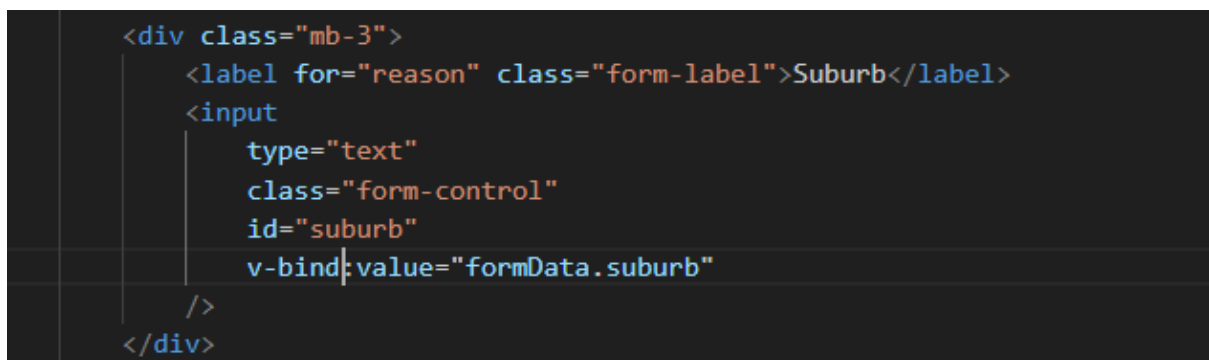 <div class="mb-3">
<label for="reason" class="form-label">Suburb</label>
<input
type="text"
class="form-control"
id="suburb"
v-bind:value="formData.suburb"
/>
</div>